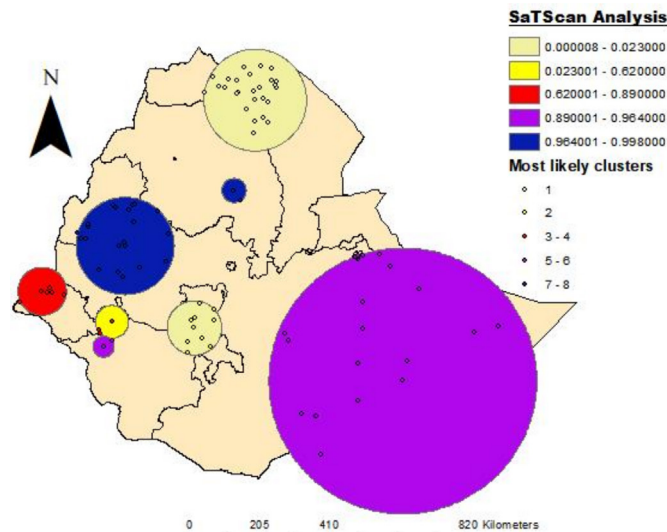 SaTScan Analysis
0.000008 - 0.023000
0.023001 - 0.620000
0.620001 - 0.890000
0.890001 - 0.964000
0.964001 - 0.998000
Most likely clusters
1
2
3 - 4
5 - 6
7 - 8
N
0 205 410 820 Kilometers